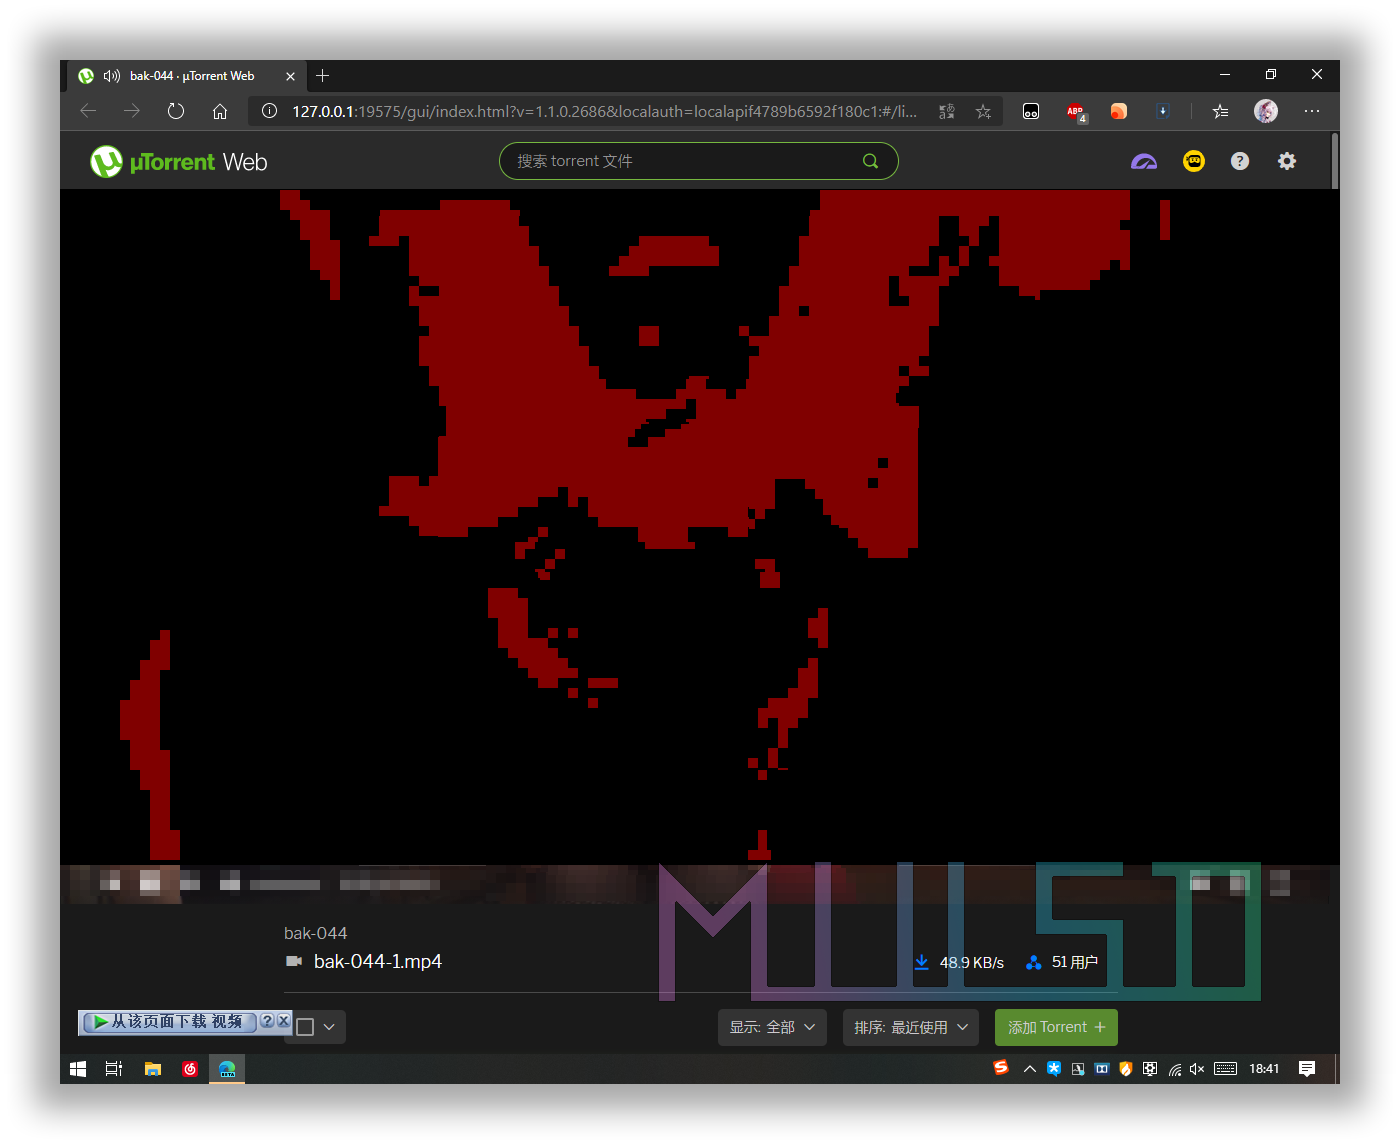 bak-044 · µTorrent Web
127.0.0.1:19575/gui/index.html?v=1.1.0.2686&localauth=localapif4789b6592f180c1:#/li...
ABP
4
µTorrent Web
搜索 torrent 文件
bak-044
bak-044-1.mp4
48.9 KB/s
51 用户
从该页面下载 视频
显示: 全部
排序: 最近使用
添加 Torrent +
18:41